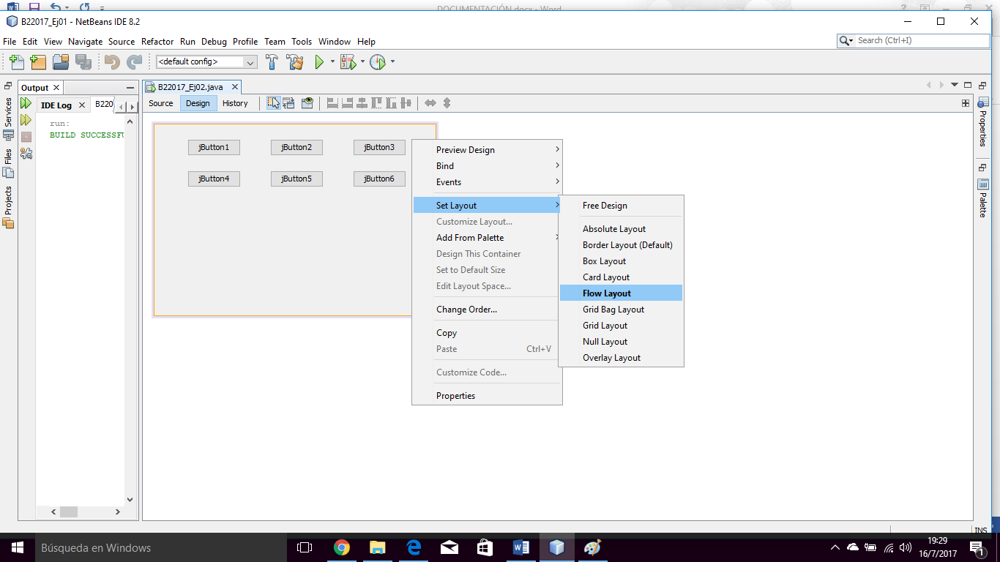 DOCUMENTACIÓN.docx - Word
B22017_Ej01 - NetBeans IDE 8.2
File Edit View Navigate Source Refactor Run Debug Profile Team Tools Window Help
Search (Ctrl+I)
<default config>
Output
B22017_Ej02.java
IDE Log
B220
Source Design History
run:
BUILD SUCCESSFU
Services
Files
Projects
Properties
Palette
jButton1 jButton2 jButton3
jButton4 jButton5 jButton6
Preview Design
Bind
Events
Set Layout
Customize Layout...
Add From Palette
Design This Container
Set to Default Size
Edit Layout Space...
Change Order...
Copy
Paste Ctrl+V
Customize Code...
Properties
Free Design
Absolute Layout
Border Layout (Default)
Box Layout
Card Layout
Flow Layout
Grid Bag Layout
Grid Layout
Null Layout
Overlay Layout
INS
Búsqueda en Windows
19:29
16/7/2017
1